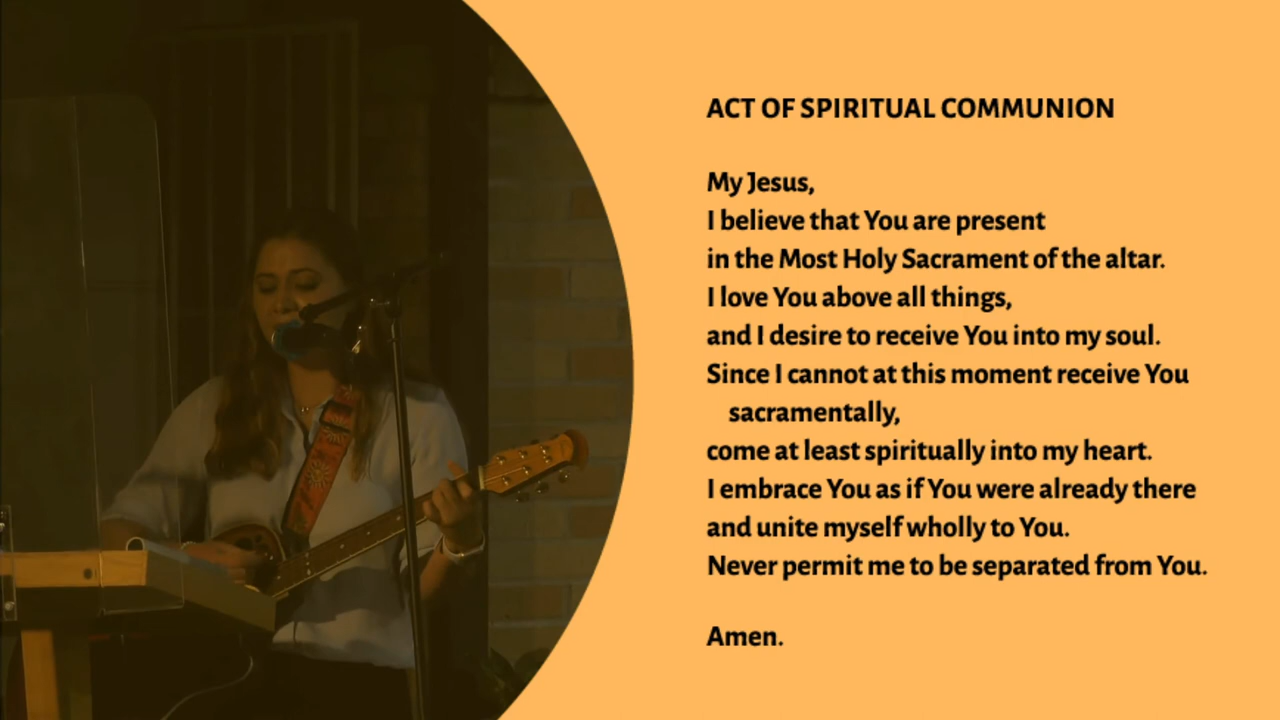 ACT OF SPIRITUAL COMMUNION
My Jesus,
I believe that You are present
in the Most Holy Sacrament of the altar.
I love You above all things,
and I desire to receive You into my soul.
Since I cannot at this moment receive You
sacramentally,
come at least spiritually into my heart.
I embrace You as if You were already there
and unite myself wholly to You.
Never permit me to be separated from You.
Amen.